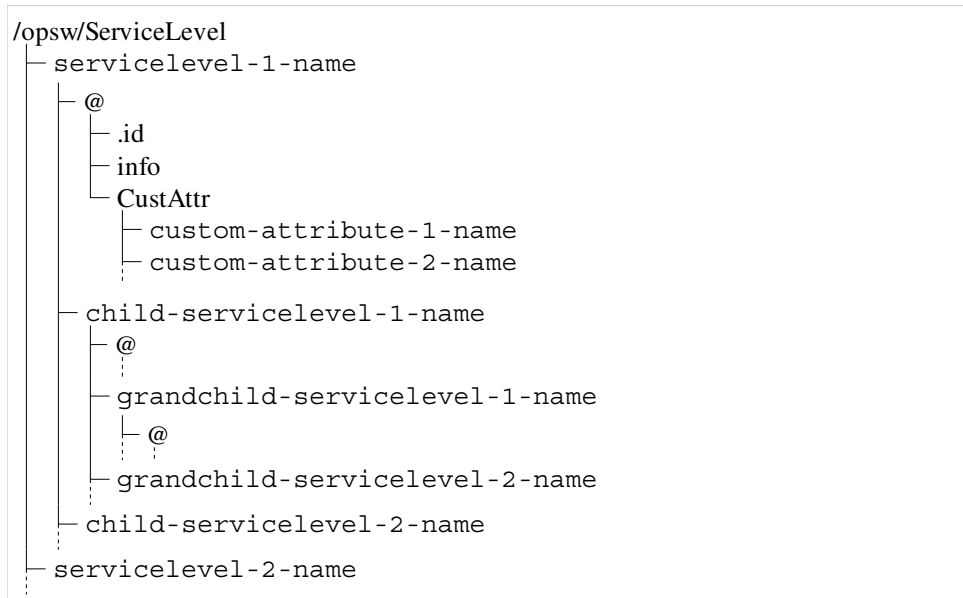 /opsw/ServiceLevel
servicelevel-1-name
@
.id
info
CustAttr
custom-attribute-1-name
custom-attribute-2-name
child-servicelevel-1-name
@
grandchild-servicelevel-1-name
@
grandchild-servicelevel-2-name
child-servicelevel-2-name
servicelevel-2-name